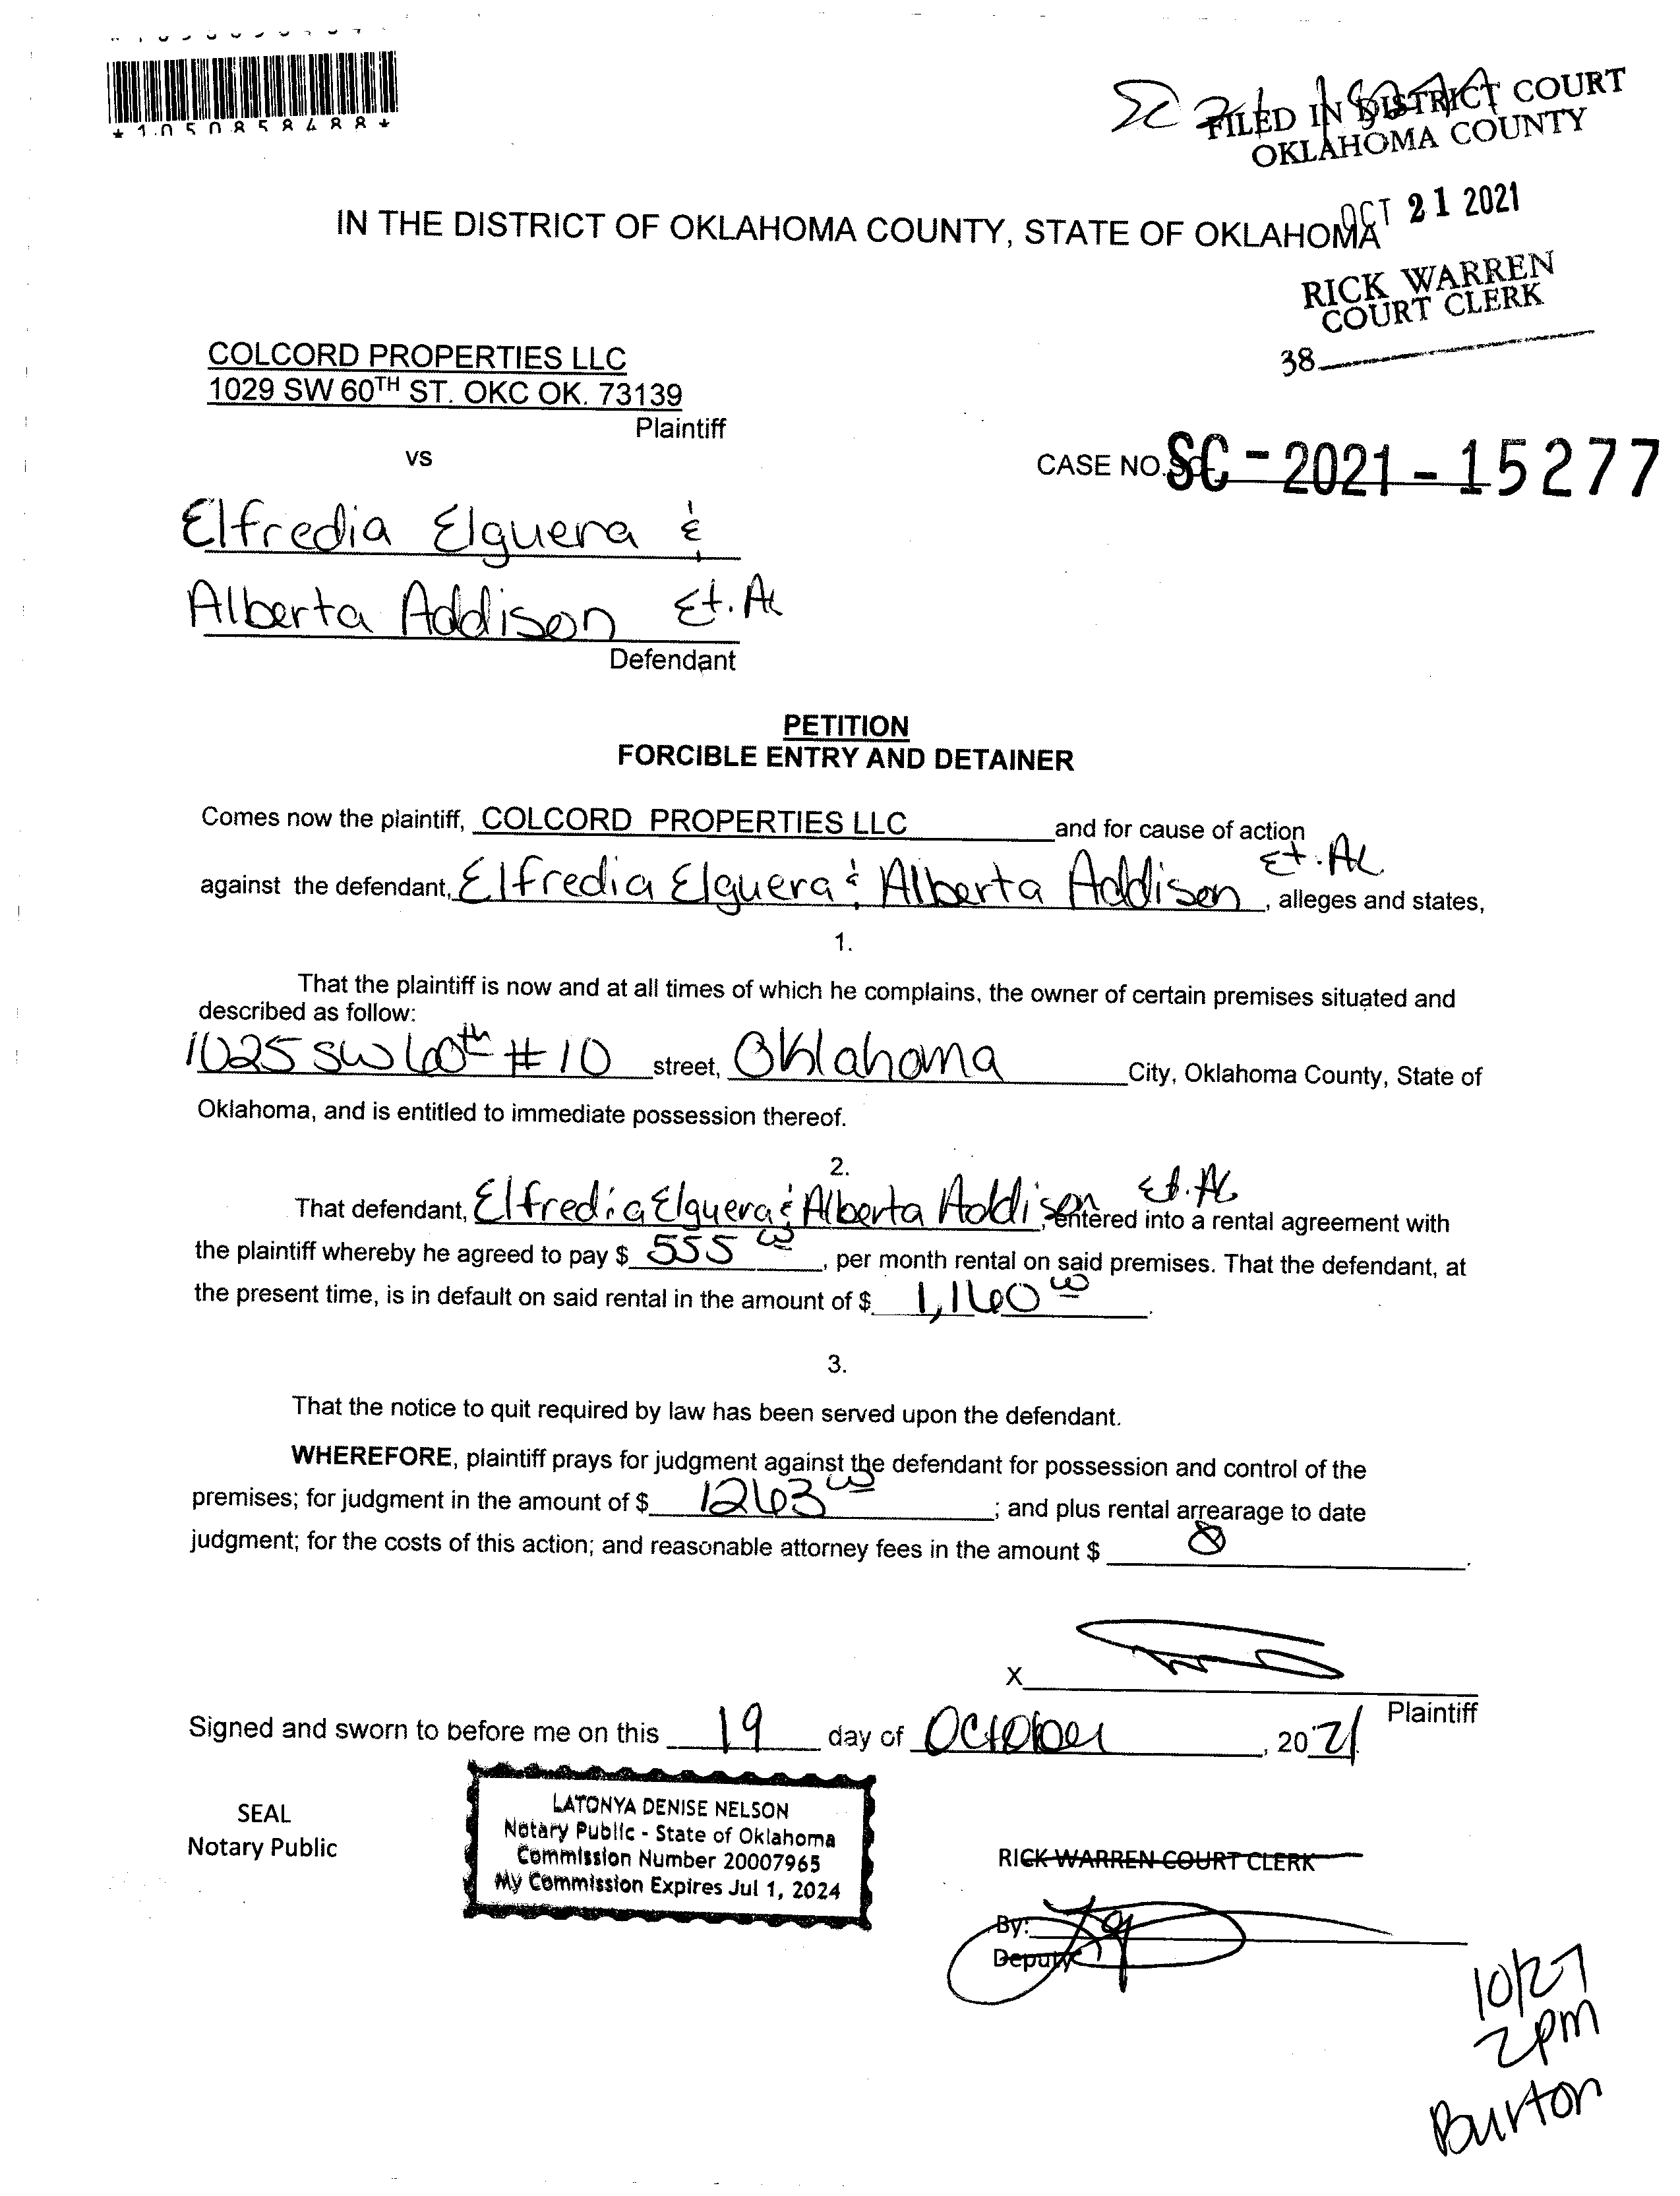 *1050858488*
FILED IN DISTRICT COURT
OKLAHOMA COUNTY
OCT 21 2021
IN THE DISTRICT OF OKLAHOMA COUNTY, STATE OF OKLAHOMA
RICK WARREN
COURT CLERK
38
COLCORD PROPERTIES LLC
1029 SW 60TH ST. OKC OK. 73139
Plaintiff
vs
CASE NO. SC-2021-15277
Elfredia Elguera &
Alberta Addison Et. Al
Defendant
PETITION
FORCIBLE ENTRY AND DETAINER
Comes now the plaintiff, COLCORD PROPERTIES LLC and for cause of action
against the defendant, Elfredia Elguera & Alberta Addison Et. Al, alleges and states,
1.
That the plaintiff is now and at all times of which he complains, the owner of certain premises situated and
described as follow:
1025 SW 60th #10 street, Oklahoma City, Oklahoma County, State of
Oklahoma, and is entitled to immediate possession thereof.
2.
That defendant, Elfredia Elguera & Alberta Addison Et. Al, entered into a rental agreement with
the plaintiff whereby he agreed to pay $ 555 00, per month rental on said premises. That the defendant, at
the present time, is in default on said rental in the amount of $ 1,160 00.
3.
That the notice to quit required by law has been served upon the defendant.
WHEREFORE, plaintiff prays for judgment against the defendant for possession and control of the
premises; for judgment in the amount of $ 1263 00; and plus rental arrearage to date
judgment; for the costs of this action; and reasonable attorney fees in the amount $
X
Plaintiff
Signed and sworn to before me on this 19 day of October, 2021
SEAL
Notary Public
LATONYA DENISE NELSON
Notary Public - State of Oklahoma
Commission Number 20007965
My Commission Expires Jul 1, 2024
RICK WARREN COURT CLERK
By:
Deputy
10/27
2pm
Burton